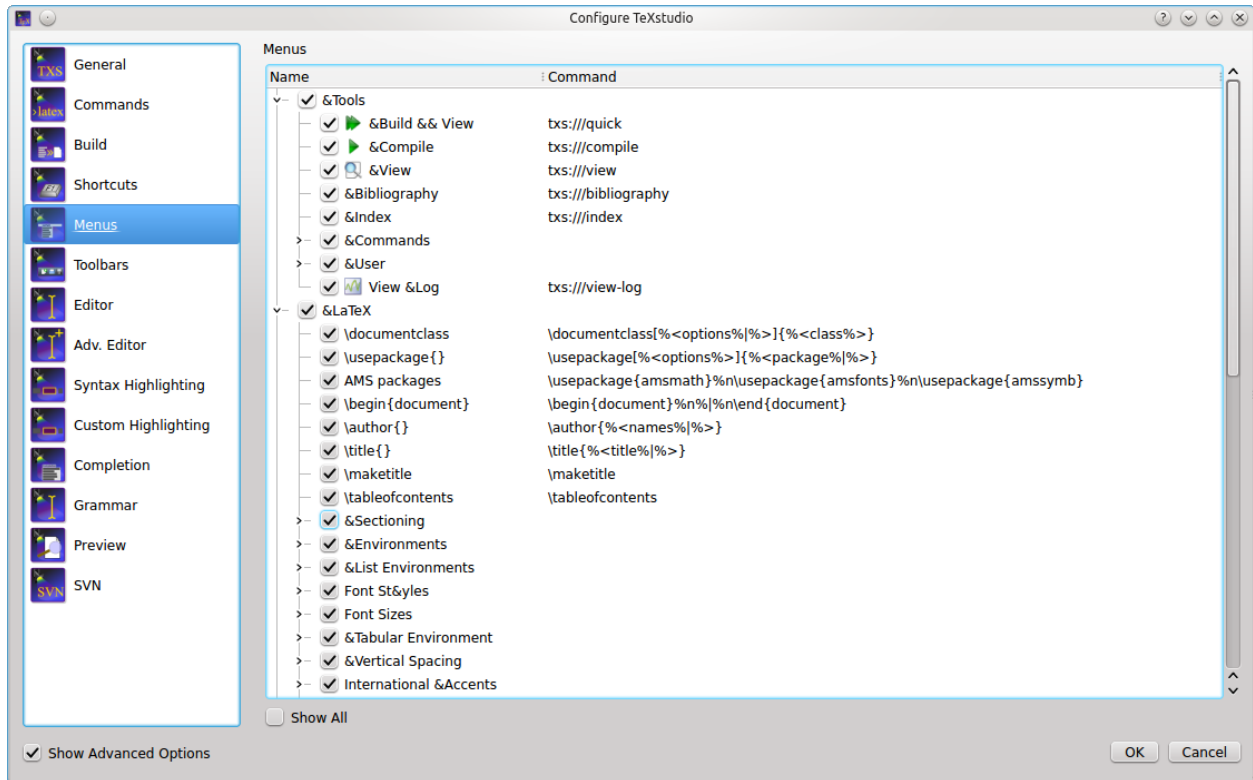 Configure TeXstudio
General
Commands
Build
Shortcuts
Menus
Toolbars
Editor
Adv. Editor
Syntax Highlighting
Custom Highlighting
Completion
Grammar
Preview
SVN
Menus
Name Command
&Tools
&Build && View txs:///quick
&Compile txs:///compile
&View txs:///view
&Bibliography txs:///bibliography
&Index txs:///index
&Commands
&User
View &Log txs:///view-log
&LaTeX
\documentclass \documentclass[%<options%|%>]{%<class%>}
\usepackage{} \usepackage[%<options%>]{%<package%|%>}
AMS packages \usepackage{amsmath}%n\usepackage{amsfonts}%n\usepackage{amssymb}
\begin{document} \begin{document}%n%|%n\end{document}
\author{} \author{%<names%|%>}
\title{} \title{%<title%|%>}
\maketitle \maketitle
\tableofcontents \tableofcontents
&Sectioning
&Environments
&List Environments
Font St&yles
Font Sizes
&Tabular Environment
&Vertical Spacing
International &Accents
Show All
Show Advanced Options
OK Cancel